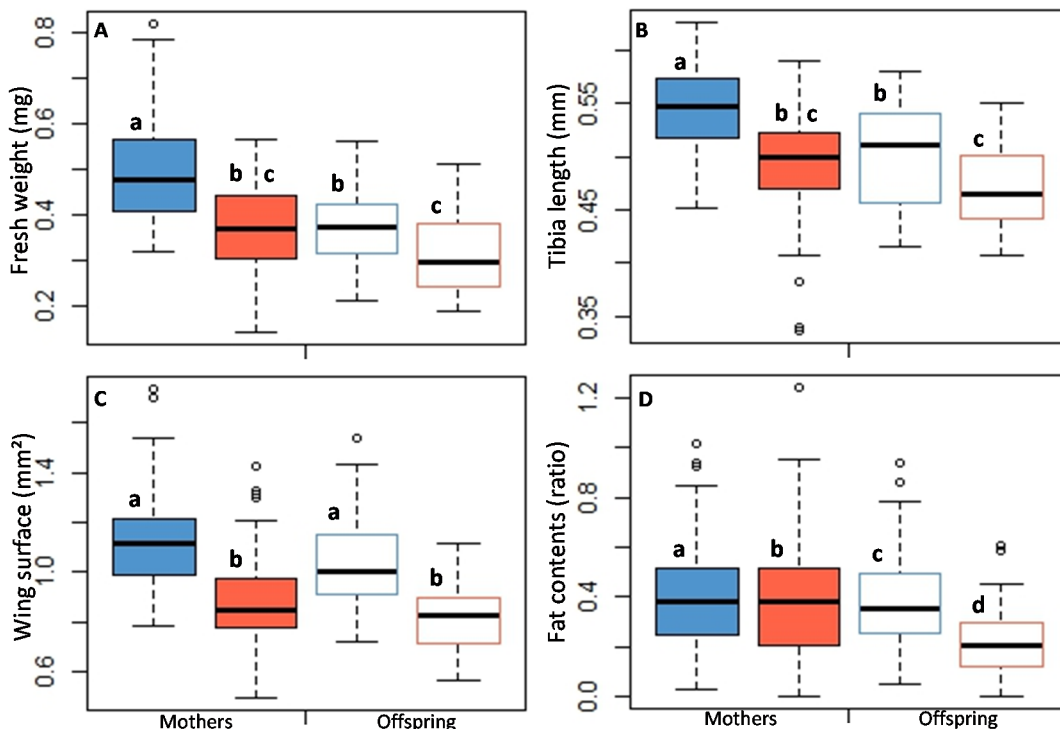 A
Fresh weight (mg)
0.8
0.6
0.4
0.2
a
b c
b
c
B
Tibia length (mm)
0.55
0.45
0.35
a
b c
b
c
C
Wing surface (mm²)
1.4
1.0
0.6
a
b
a
b
Mothers
Offspring
D
Fat contents (ratio)
1.2
0.8
0.4
0.0
a
b
c
d
Mothers
Offspring